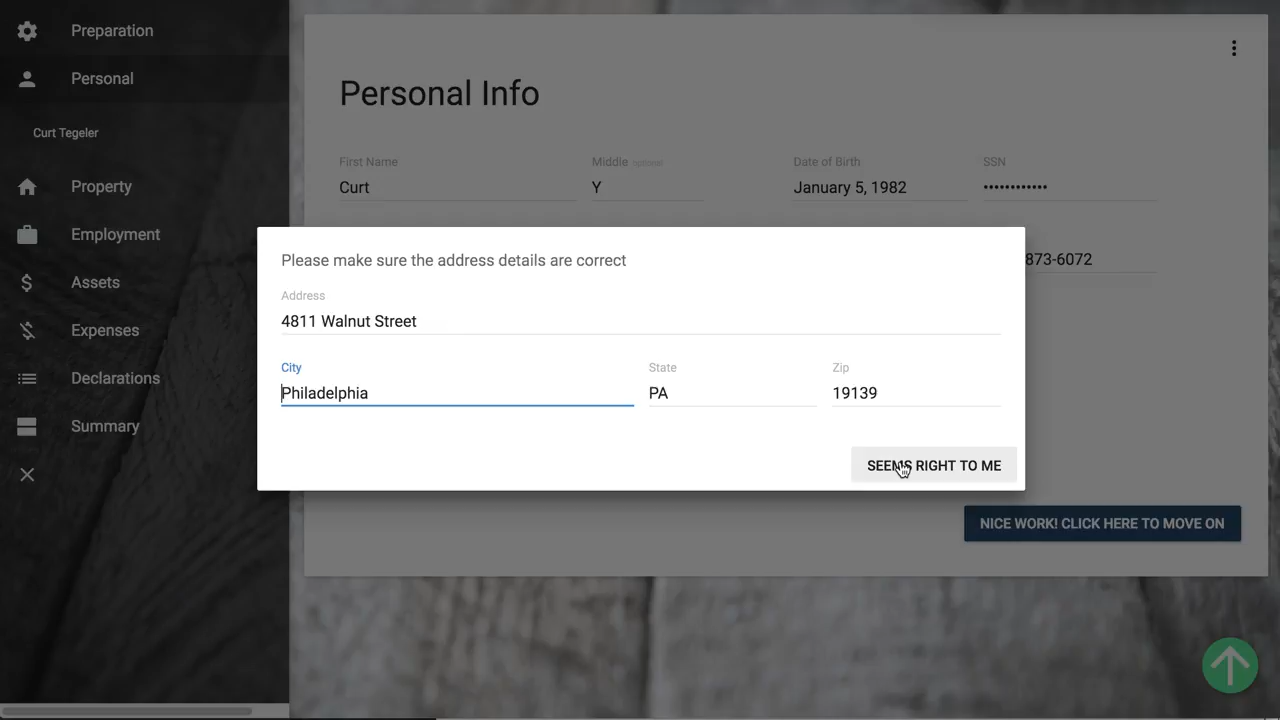 Preparation
Personal
Curt Tegeler
Property
Employment
Assets
Expenses
Declarations
Summary
Personal Info
First Name
Middle optional
Date of Birth
SSN
Curt
Y
January 5, 1982
••••••••••••
873-6072
Please make sure the address details are correct
Address
4811 Walnut Street
City
State
Zip
Philadelphia
PA
19139
SEEMS RIGHT TO ME
NICE WORK! CLICK HERE TO MOVE ON